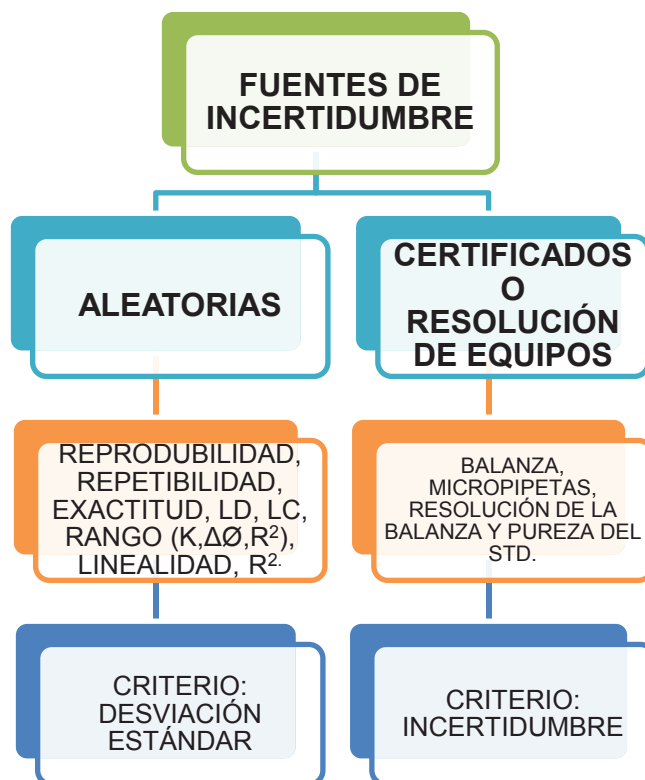 FUENTES DE
INCERTIDUMBRE
ALEATORIAS
CERTIFICADOS
O
RESOLUCIÓN
DE EQUIPOS
REPRODUBILIDAD,
REPETIBILIDAD,
EXACTITUD, LD, LC,
RANGO (K,ΔØ,R²),
LINEALIDAD, R².
BALANZA,
MICROPIPETAS,
RESOLUCIÓN DE LA
BALANZA Y PUREZA DEL
STD.
CRITERIO:
DESVIACIÓN
ESTÁNDAR
CRITERIO:
INCERTIDUMBRE